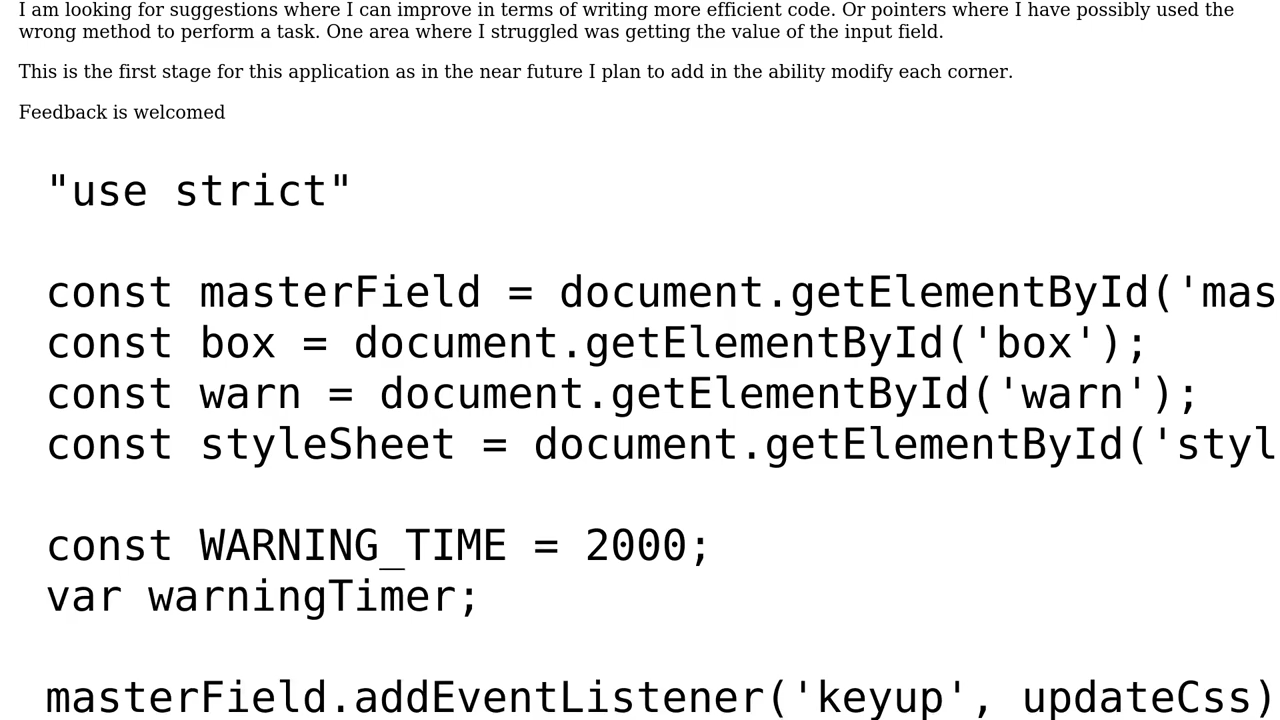 I am looking for suggestions where I can improve in terms of writing more efficient code. Or pointers where I have possibly used the
wrong method to perform a task. One area where I struggled was getting the value of the input field.
This is the first stage for this application as in the near future I plan to add in the ability modify each corner.
Feedback is welcomed
"use strict"
const masterField = document.getElementById('mas
const box = document.getElementById('box');
const warn = document.getElementById('warn');
const styleSheet = document.getElementById('styl
const WARNING_TIME = 2000;
var warningTimer;
masterField.addEventListener('keyup', updateCss)